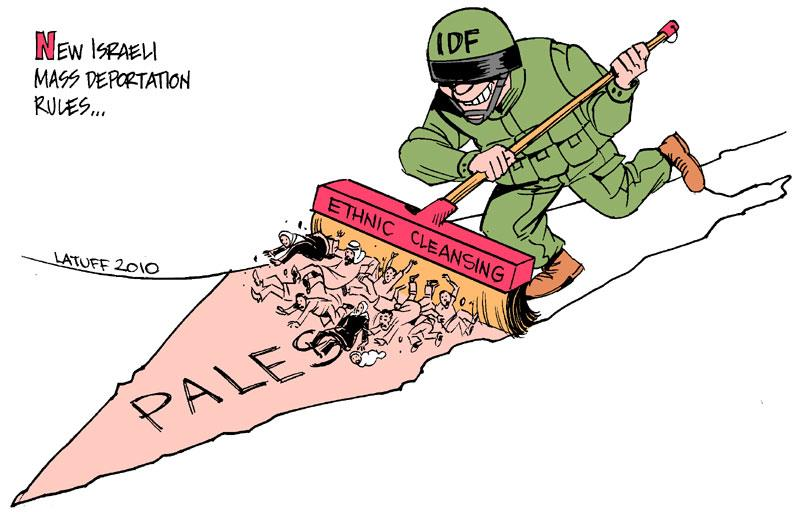 NEW ISRAELI
MASS DEPORTATION
RULES...
IDF
ETHNIC CLEANSING
LATUFF 2010
PALES